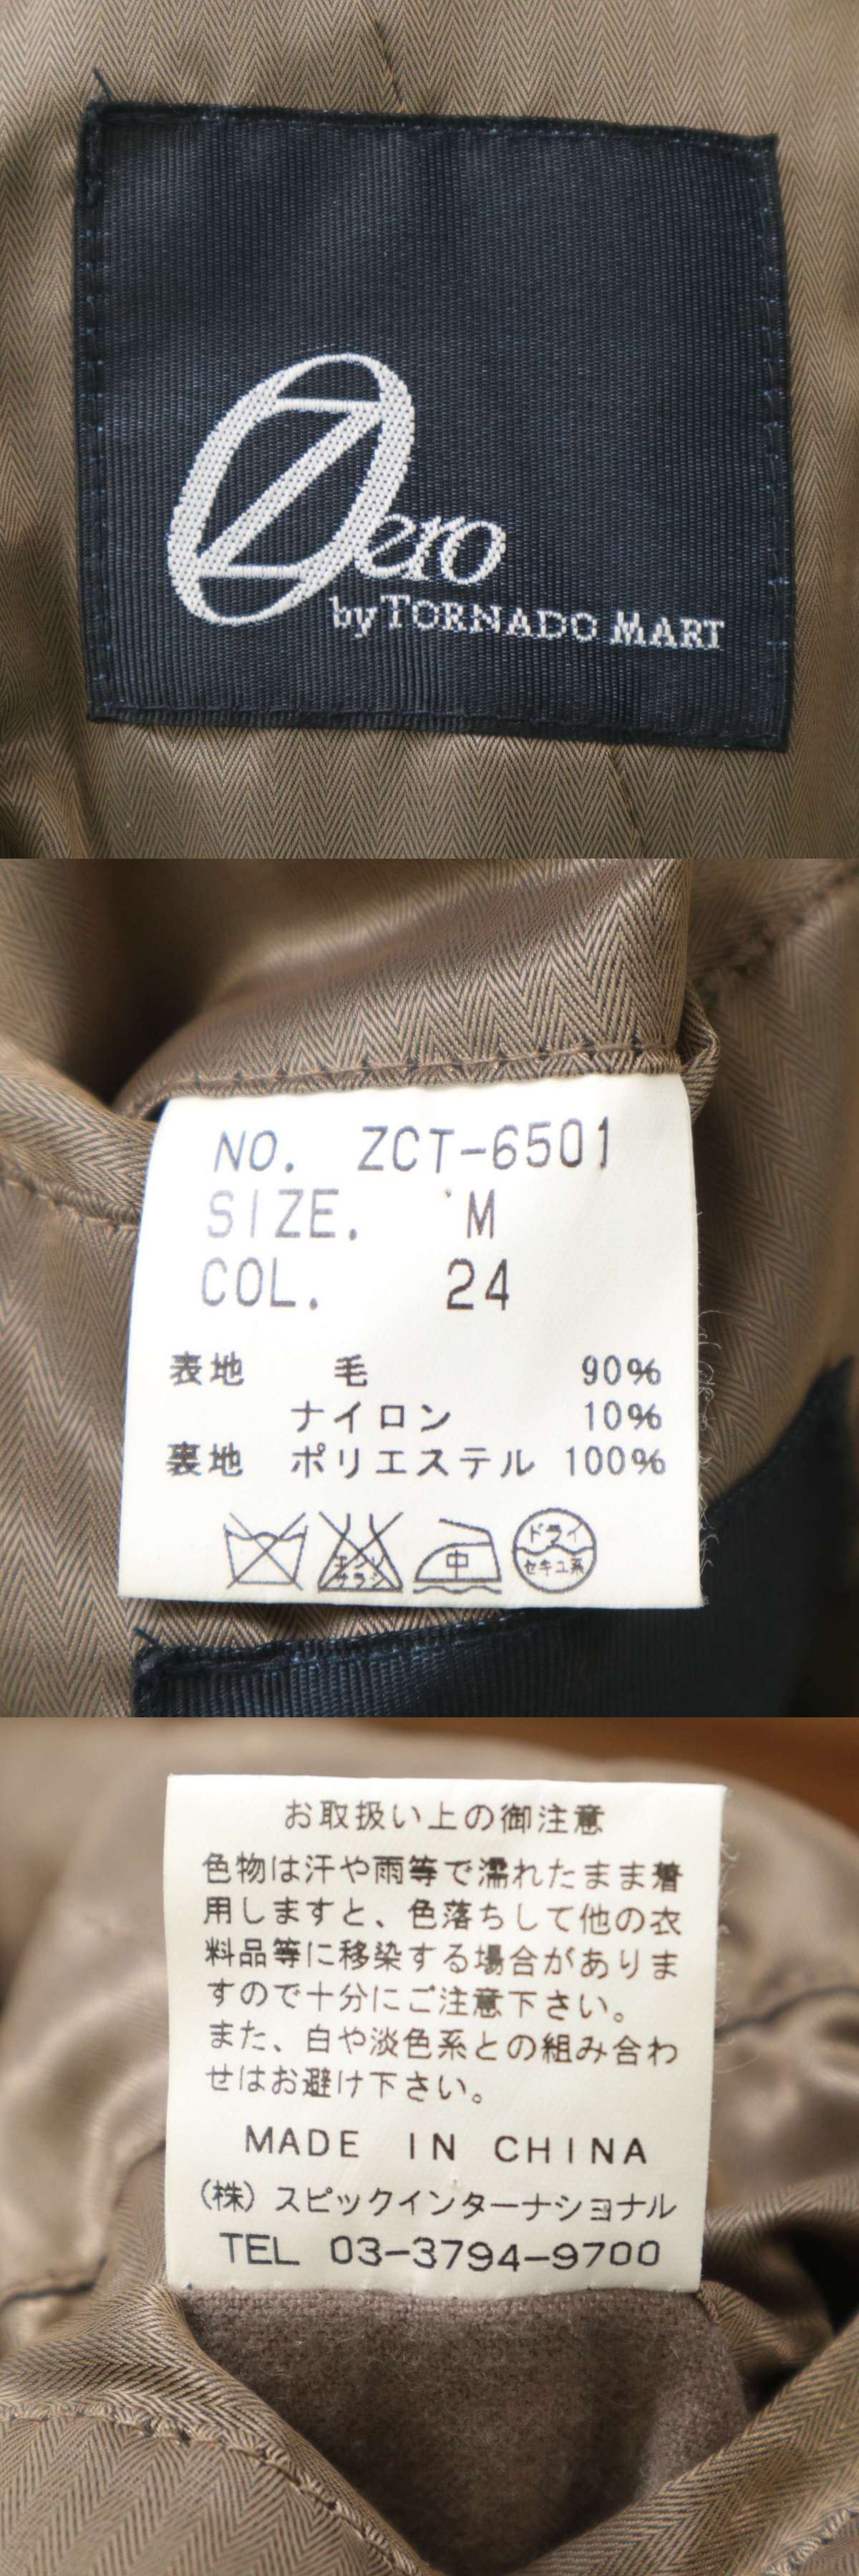 Zero
by TORNADO MART
NO. ZCT-6501
SIZE. M
COL. 24
表地 毛 90%
ナイロン 10%
裏地 ポリエステル 100%
エンソ
サラシ
中
ドライ
セキユ系
お取扱い上の御注意
色物は汗や雨等で濡れたまま着
用しますと、色落ちして他の衣
料品等に移染する場合がありま
すので十分にご注意下さい。
また、白や淡色系との組み合わ
せはお避け下さい。
MADE IN CHINA
(株)スピックインターナショナル
TEL 03-3794-9700